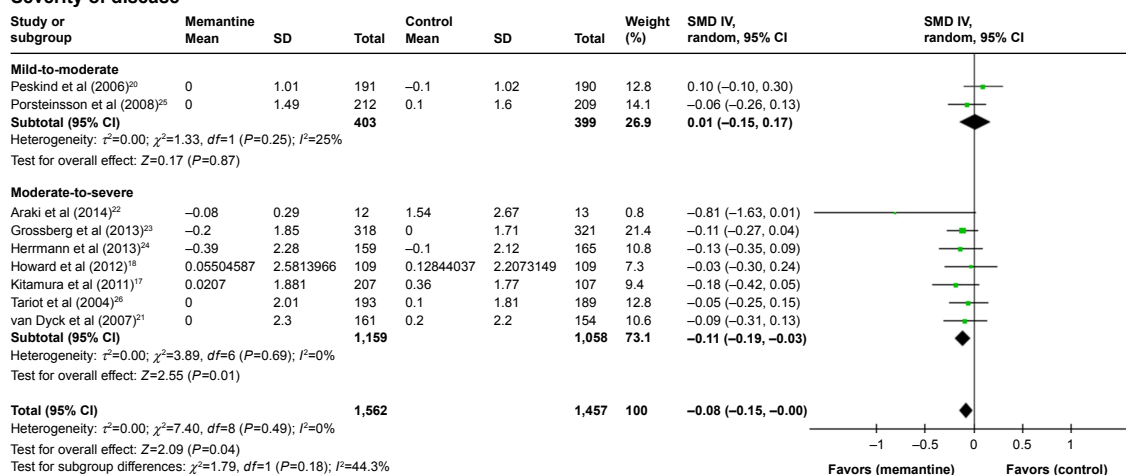 Severity of disease
Study or subgroup Memantine Control Weight (%) SMD IV, random, 95% CI SMD IV, random, 95% CI
Mean SD Total Mean SD Total
Mild-to-moderate
Peskind et al (2006)²⁰ 0 1.01 191 –0.1 1.02 190 12.8 0.10 (–0.10, 0.30)
Porsteinsson et al (2008)²⁵ 0 1.49 212 0.1 1.6 209 14.1 –0.06 (–0.26, 0.13)
Subtotal (95% CI) 403 399 26.9 0.01 (–0.15, 0.17)
Heterogeneity: τ²=0.00; χ²=1.33, df=1 (P=0.25); I²=25%
Test for overall effect: Z=0.17 (P=0.87)
Moderate-to-severe
Araki et al (2014)²² –0.08 0.29 12 1.54 2.67 13 0.8 –0.81 (–1.63, 0.01)
Grossberg et al (2013)²³ –0.2 1.85 318 0 1.71 321 21.4 –0.11 (–0.27, 0.04)
Herrmann et al (2013)²⁴ –0.39 2.28 159 –0.1 2.12 165 10.8 –0.13 (–0.35, 0.09)
Howard et al (2012)¹⁸ 0.05504587 2.5813966 109 0.12844037 2.2073149 109 7.3 –0.03 (–0.30, 0.24)
Kitamura et al (2011)¹⁷ 0.0207 1.881 207 0.36 1.77 107 9.4 –0.18 (–0.42, 0.05)
Tariot et al (2004)²⁶ 0 2.01 193 0.1 1.81 189 12.8 –0.05 (–0.25, 0.15)
van Dyck et al (2007)²¹ 0 2.3 161 0.2 2.2 154 10.6 –0.09 (–0.31, 0.13)
Subtotal (95% CI) 1,159 1,058 73.1 –0.11 (–0.19, –0.03)
Heterogeneity: τ²=0.00; χ²=3.89, df=6 (P=0.69); I²=0%
Test for overall effect: Z=2.55 (P=0.01)
Total (95% CI) 1,562 1,457 100 –0.08 (–0.15, –0.00)
Heterogeneity: τ²=0.00; χ²=7.40, df=8 (P=0.49); I²=0%
Test for overall effect: Z=2.09 (P=0.04)
Test for subgroup differences: χ²=1.79, df=1 (P=0.18); I²=44.3%
–1 –0.5 0 0.5 1
Favors (memantine) Favors (control)